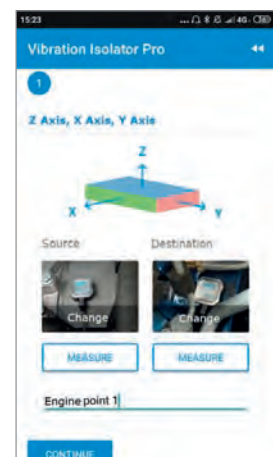 15:23 ... 4G
Vibration Isolator Pro
1
Z Axis, X Axis, Y Axis
Z
X Y
Source Destination
Change Change
MEASURE MEASURE
Engine point 1
CONTINUE